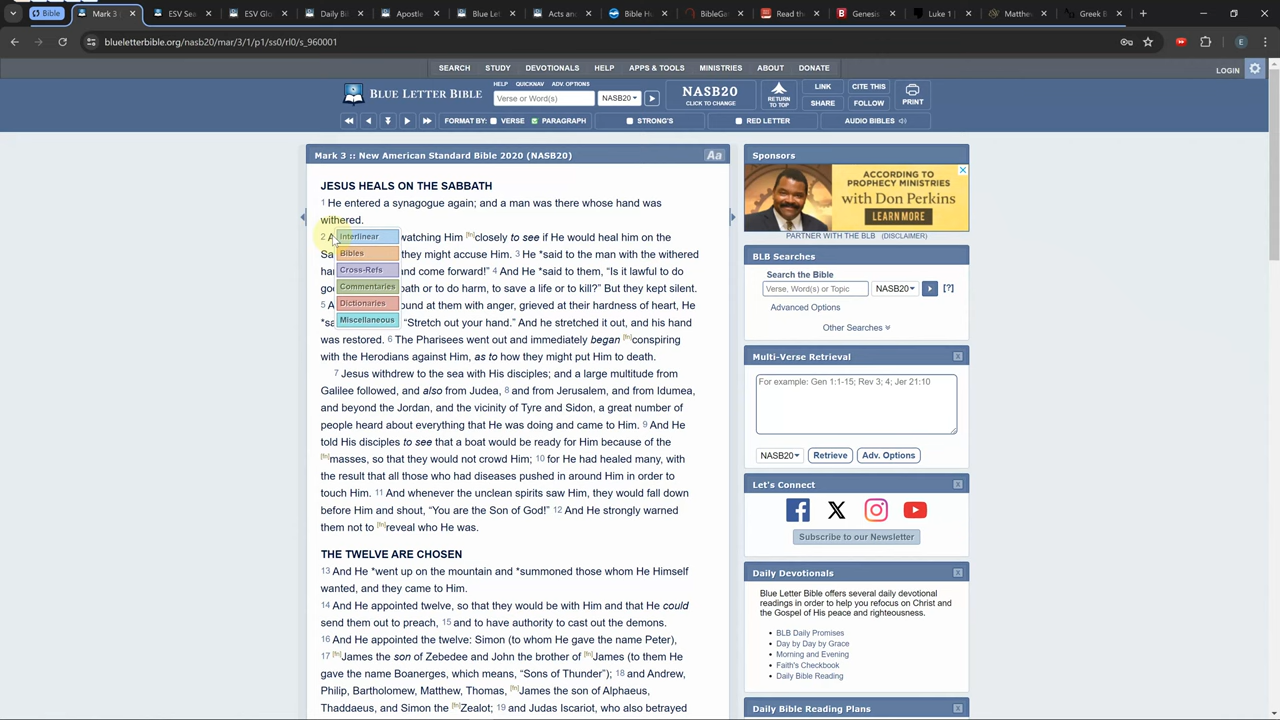 Bible
Mark 3
ESV Sea
ESV Glo
Daily Bi
Apostle
Blue Let
Acts and
Bible Hu
BibleGa
Read th
Genesis
Luke 1
Matthe
Greek B
blueletterbible.org/nasb20/mar/3/1/p1/ss0/rl0/s_960001
E
SEARCH STUDY DEVOTIONALS HELP APPS & TOOLS MINISTRIES ABOUT DONATE
LOGIN
BLUE LETTER BIBLE
HELP QUICKNAV ADV. OPTIONS
Verse or Word(s)
NASB20
NASB20
CLICK TO CHANGE
RETURN
TO TOP
LINK
CITE THIS
SHARE
FOLLOW
PRINT
FORMAT BY: VERSE PARAGRAPH
STRONG'S
RED LETTER
AUDIO BIBLES
Mark 3 :: New American Standard Bible 2020 (NASB20)
Aa
JESUS HEALS ON THE SABBATH
1 He entered a synagogue again; and a man was there whose hand was
withered.
2 A watching Him [fn]closely to see if He would heal him on the
Sa they might accuse Him. 3 He *said to the man with the withered
ha and come forward!” 4 And He *said to them, “Is it lawful to do
go bath or to do harm, to save a life or to kill?” But they kept silent.
5 A ound at them with anger, grieved at their hardness of heart, He
*sa “Stretch out your hand.” And he stretched it out, and his hand
was restored. 6 The Pharisees went out and immediately began [fn]conspiring
with the Herodians against Him, as to how they might put Him to death.
Interlinear
Bibles
Cross-Refs
Commentaries
Dictionaries
Miscellaneous
7 Jesus withdrew to the sea with His disciples; and a large multitude from
Galilee followed, and also from Judea, 8 and from Jerusalem, and from Idumea,
and beyond the Jordan, and the vicinity of Tyre and Sidon, a great number of
people heard about everything that He was doing and came to Him. 9 And He
told His disciples to see that a boat would be ready for Him because of the
[fn]masses, so that they would not crowd Him; 10 for He had healed many, with
the result that all those who had diseases pushed in around Him in order to
touch Him. 11 And whenever the unclean spirits saw Him, they would fall down
before Him and shout, “You are the Son of God!” 12 And He strongly warned
them not to [fn]reveal who He was.
THE TWELVE ARE CHOSEN
13 And He *went up on the mountain and *summoned those whom He Himself
wanted, and they came to Him.
14 And He appointed twelve, so that they would be with Him and that He could
send them out to preach, 15 and to have authority to cast out the demons.
16 And He appointed the twelve: Simon (to whom He gave the name Peter),
17 [fn]James the son of Zebedee and John the brother of [fn]James (to them He
gave the name Boanerges, which means, “Sons of Thunder”); 18 and Andrew,
Philip, Bartholomew, Matthew, Thomas, [fn]James the son of Alphaeus,
Thaddaeus, and Simon the [fn]Zealot; 19 and Judas Iscariot, who also betrayed
Sponsors
ACCORDING TO
PROPHECY MINISTRIES
with Don Perkins
LEARN MORE
PARTNER WITH THE BLB (DISCLAIMER)
BLB Searches
Search the Bible
Verse, Word(s) or Topic
NASB20
[?]
Advanced Options
Other Searches
Multi-Verse Retrieval
For example: Gen 1:1-15; Rev 3; 4; Jer 21:10
NASB20
Retrieve
Adv. Options
Let's Connect
Subscribe to our Newsletter
Daily Devotionals
Blue Letter Bible offers several daily devotional
readings in order to help you refocus on Christ and
the Gospel of His peace and righteousness.
• BLB Daily Promises
• Day by Day by Grace
• Morning and Evening
• Faith's Checkbook
• Daily Bible Reading
Daily Bible Reading Plans